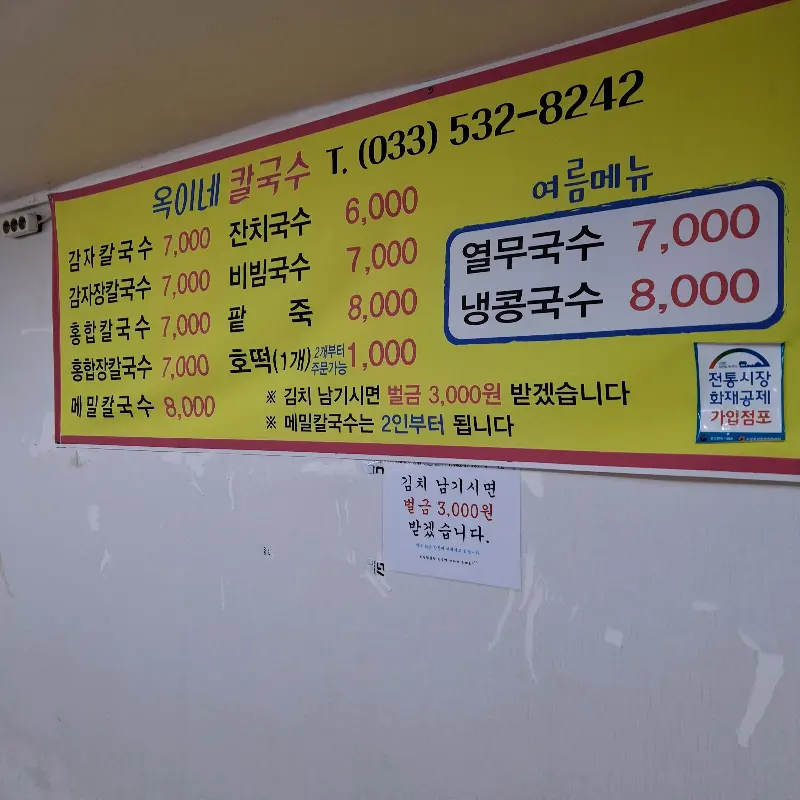 옥이네 칼국수 T. (033) 532-8242
감자칼국수 7,000
감자장칼국수 7,000
홍합칼국수 7,000
홍합장칼국수 7,000
메밀칼국수 8,000
잔치국수 6,000
비빔국수 7,000
팥 죽 8,000
호떡(1개) 2개부터 주문가능 1,000
여름메뉴
열무국수 7,000
냉콩국수 8,000
※ 김치 남기시면 벌금 3,000원 받겠습니다
※ 메밀칼국수는 2인부터 됩니다
전통시장
화재공제
가입점포
김치 남기시면
벌금 3,000원
받겠습니다.